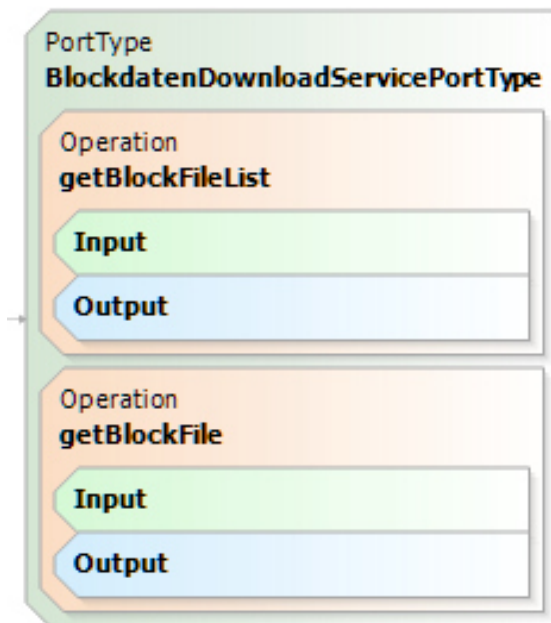 PortType
BlockdatenDownloadServicePortType
Operation
getBlockFileList
Input
Output
Operation
getBlockFile
Input
Output